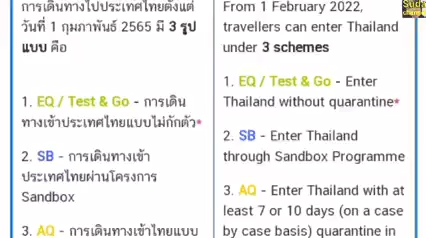 การเดินทางไปประเทศไทยตั้งแต่
วันที่ 1 กุมภาพันธ์ 2565 มี 3 รูป
แบบ คือ
1. EQ / Test & Go - การเดิน
ทางเข้าประเทศไทยแบบไม่กักตัว*
2. SB - การเดินทางเข้า
ประเทศไทยผ่านโครงการ
Sandbox
3. AQ - การเดินทางเข้าไทยแบบ
From 1 February 2022,
travellers can enter Thailand
under 3 schemes
1. EQ / Test & Go - Enter
Thailand without quarantine*
2. SB - Enter Thailand
through Sandbox Programme
3. AQ - Enter Thailand with at
least 7 or 10 days (on a case
by case basis) quarantine in